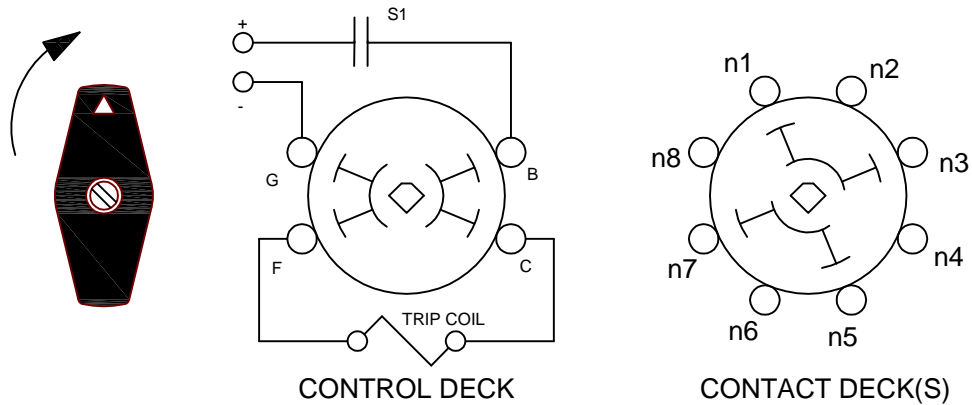 S1
+
-
G
B
F
C
TRIP COIL
CONTROL DECK
n1
n2
n3
n4
n5
n6
n7
n8
CONTACT DECK(S)